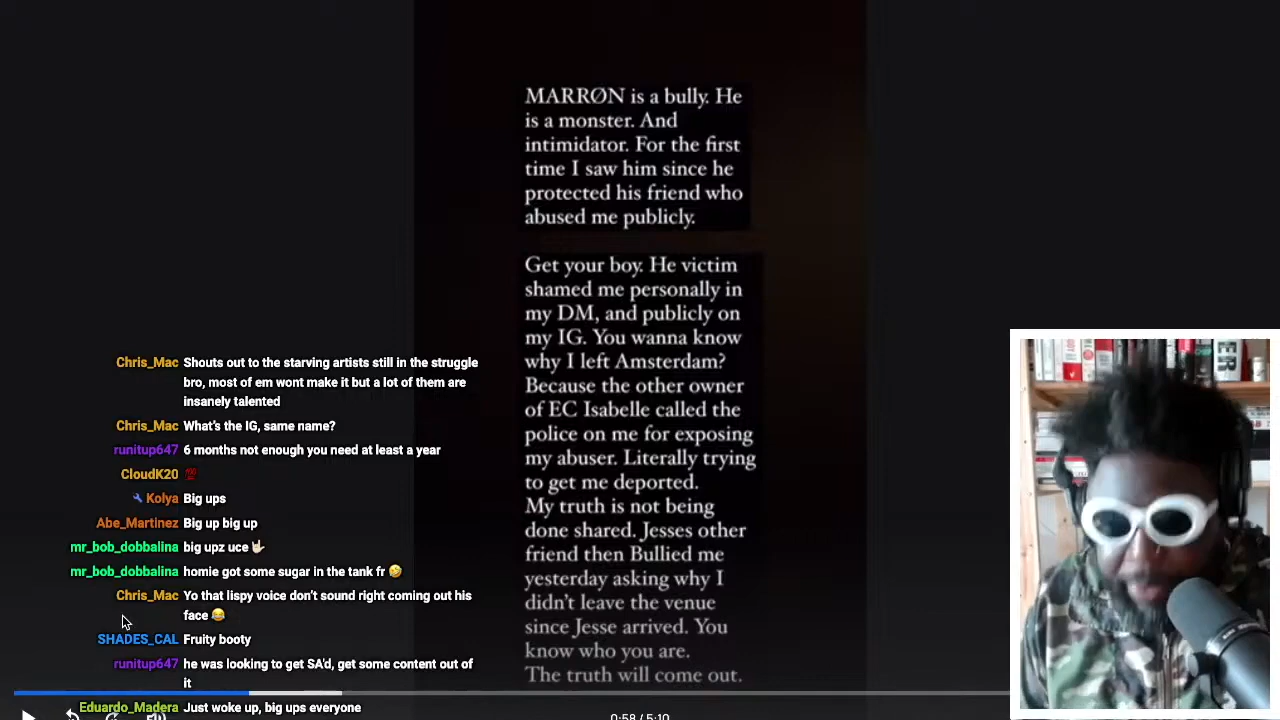 MARRØN is a bully. He
is a monster. And
intimidator. For the first
time I saw him since he
protected his friend who
abused me publicly.
Get your boy. He victim
shamed me personally in
my DM, and publicly on
my IG. You wanna know
why I left Amsterdam?
Because the other owner
of EC Isabelle called the
police on me for exposing
my abuser. Literally trying
to get me deported.
My truth is not being
done shared. Jesses other
friend then Bullied me
yesterday asking why I
didn't leave the venue
since Jesse arrived. You
know who you are.
The truth will come out.
Chris_Mac Shouts out to the starving artists still in the struggle
bro, most of em wont make it but a lot of them are
insanely talented
Chris_Mac What's the IG, same name?
runitup647 6 months not enough you need at least a year
CloudK20 💯
Kolya Big ups
Abe_Martinez Big up big up
mr_bob_dobbalina big upz uce 🤟🏻
mr_bob_dobbalina homie got some sugar in the tank fr 🤣
Chris_Mac Yo that lispy voice don't sound right coming out his
face 😂
SHADES_CAL Fruity booty
runitup647 he was looking to get SA'd, get some content out of
it
Eduardo_Madera Just woke up, big ups everyone
0:58 / 5:10